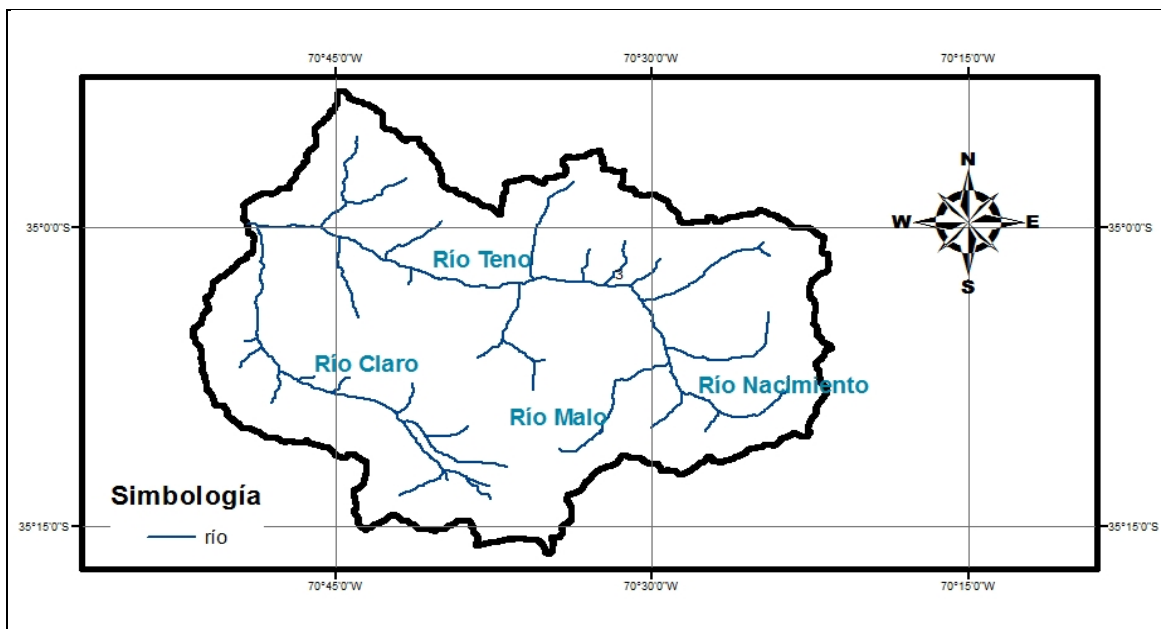 70°45'0"W 70°30'0"W 70°15'0"W
N
W E
S
35°0'0"S 35°0'0"S
Río Teno
3
Río Claro
Río Nacimiento
Río Malo
Simbología
río
35°15'0"S 35°15'0"S
70°45'0"W 70°30'0"W 70°15'0"W